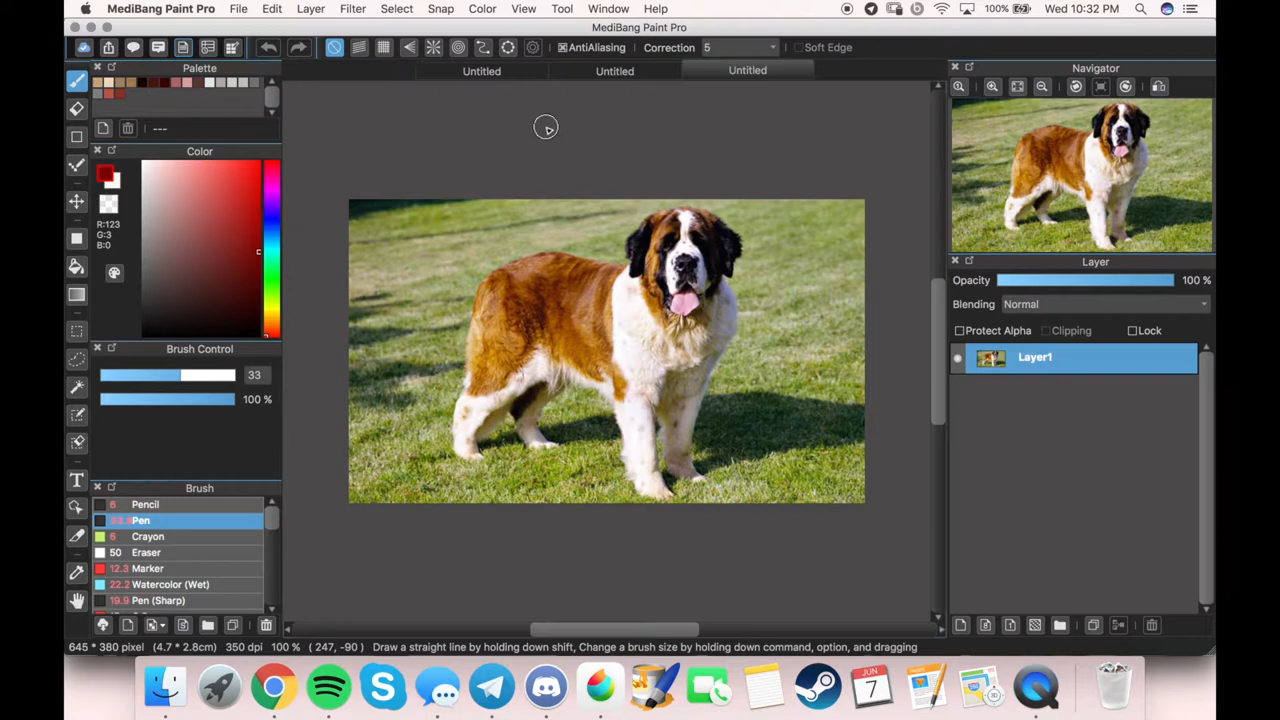 MediBang Paint Pro File Edit Layer Filter Select Snap Color View Tool Window Help 100% Wed 10:32 PM
MediBang Paint Pro
AntiAliasing Correction 5 Soft Edge
Palette Untitled Untitled Untitled Navigator
---
Color
R:123
G:3
B:0
Layer
Opacity 100 %
Blending Normal
Protect Alpha Clipping Lock
Brush Control
Layer1
33
100 %
Brush
6 Pencil
Pen
6 Crayon
50 Eraser
12.3 Marker
22.2 Watercolor (Wet)
19.9 Pen (Sharp)
645 * 380 pixel (4.7 * 2.8cm) 350 dpi 100 % ( 247, -90 ) Draw a straight line by holding down shift, Change a brush size by holding down command, option, and dragging
JUN
7